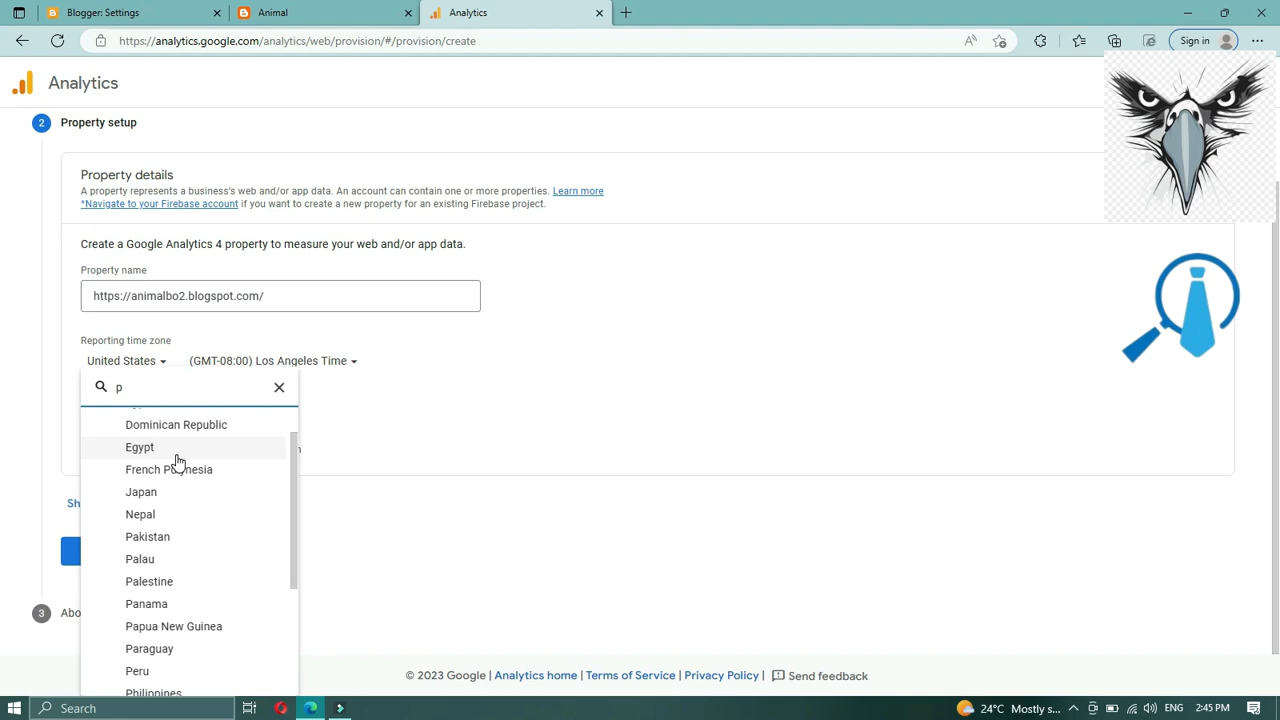 Blogger: Settings
Animal
Analytics
https://analytics.google.com/analytics/web/provision/#/provision/create
Sign in
Analytics
2 Property setup
Property details
A property represents a business's web and/or app data. An account can contain one or more properties. Learn more
*Navigate to your Firebase account if you want to create a new property for an existing Firebase project.
Create a Google Analytics 4 property to measure your web and/or app data.
Property name
https://animalbo2.blogspot.com/
Reporting time zone
United States (GMT-08:00) Los Angeles Time
p
Dominican Republic
Egypt
French Polynesia
Japan
Nepal
Sh
Pakistan
Palau
Palestine
Panama
3 Abo
Papua New Guinea
Paraguay
Peru
Philippines
© 2023 Google | Analytics home | Terms of Service | Privacy Policy | Send feedback
Search
24°C Mostly s...
ENG
2:45 PM